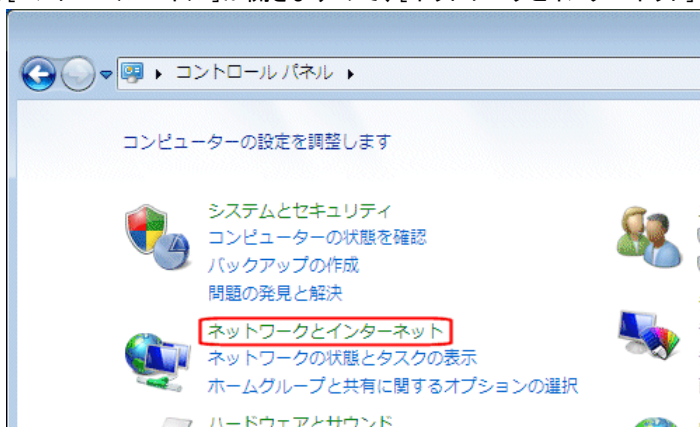 コントロール パネル
コンピューターの設定を調整します
システムとセキュリティ
コンピューターの状態を確認
バックアップの作成
問題の発見と解決
ネットワークとインターネット
ネットワークの状態とタスクの表示
ホームグループと共有に関するオプションの選択
ハードウェアとサウンド